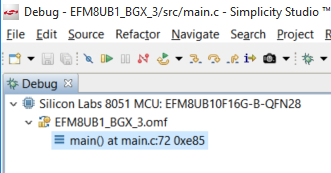 Debug - EFM8UB1_BGX_3/src/main.c - Simplicity Studio ™
File Edit Source Refactor Navigate Search Project Run
Debug
Silicon Labs 8051 MCU: EFM8UB10F16G-B-QFN28
EFM8UB1_BGX_3.omf
main() at main.c:72 0xe85